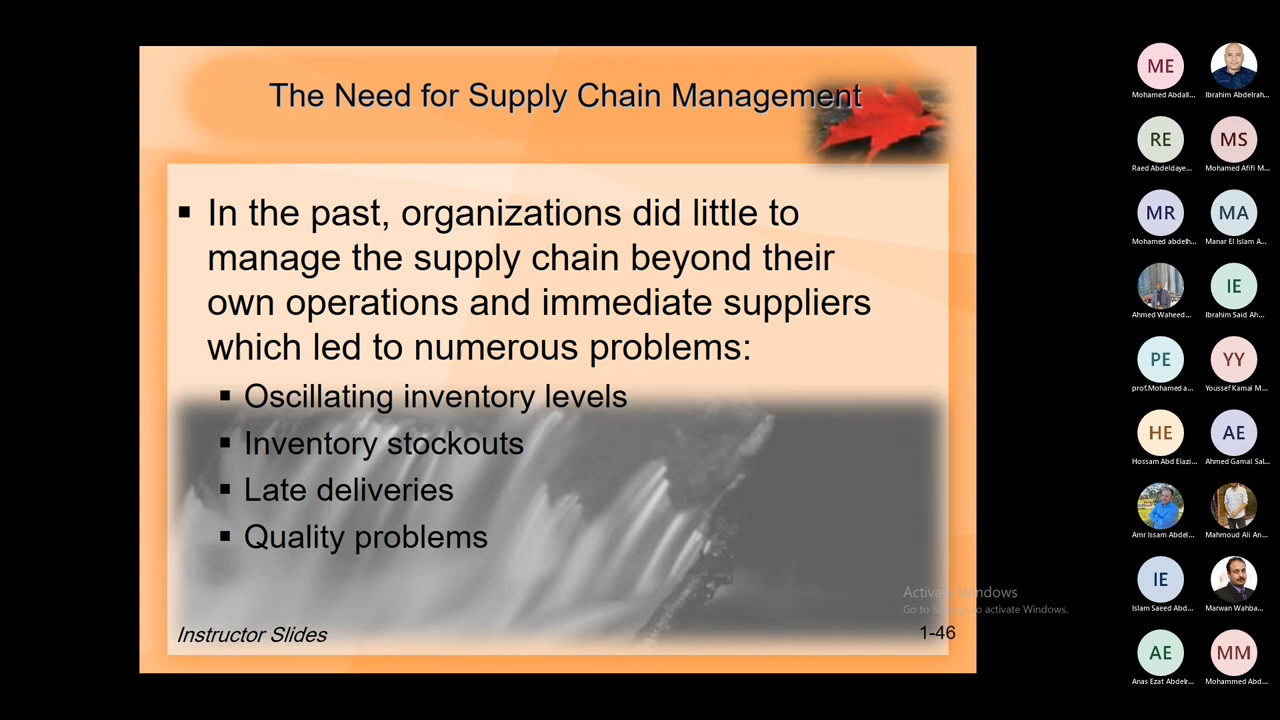 The Need for Supply Chain Management
▪ In the past, organizations did little to
manage the supply chain beyond their
own operations and immediate suppliers
which led to numerous problems:
▪ Oscillating inventory levels
▪ Inventory stockouts
▪ Late deliveries
▪ Quality problems
Instructor Slides
1-46
Activate Windows
Go to Settings to activate Windows.
ME
Mohamed Abdall...
Ibrahim Abdelrah...
RE
Raed Abdeldaye...
MS
Mohamed Afifi M...
MR
Mohamed abdelh...
MA
Manar El Islam A...
Ahmed Waheed...
IE
Ibrahim Said Ah...
PE
prof.Mohamed a...
YY
Youssef Kamal M...
HE
Hossam Abd Elazi...
AE
Ahmed Gamal Sal...
Amr Issam Abdel...
Mahmoud Ali An...
IE
Islam Saeed Abd...
Marwan Wahba...
AE
Anas Ezat Abdelr...
MM
Mohammed Abd...